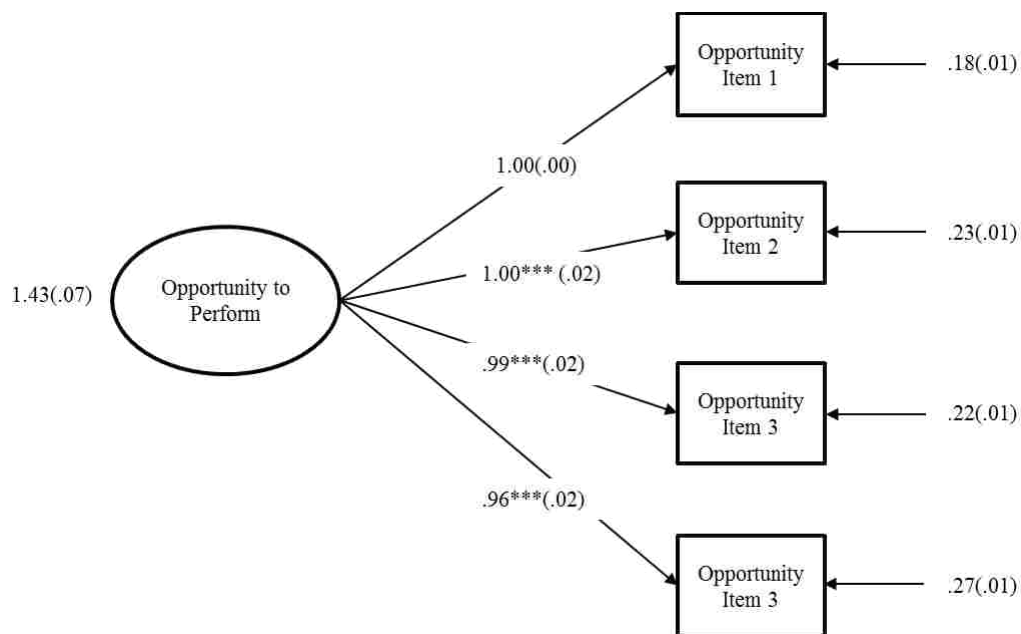 Opportunity
Item 1
.18(.01)
1.00(.00)
Opportunity
Item 2
.23(.01)
1.00*** (.02)
1.43(.07)
Opportunity to
Perform
.99***(.02)
Opportunity
Item 3
.22(.01)
.96***(.02)
Opportunity
Item 3
.27(.01)